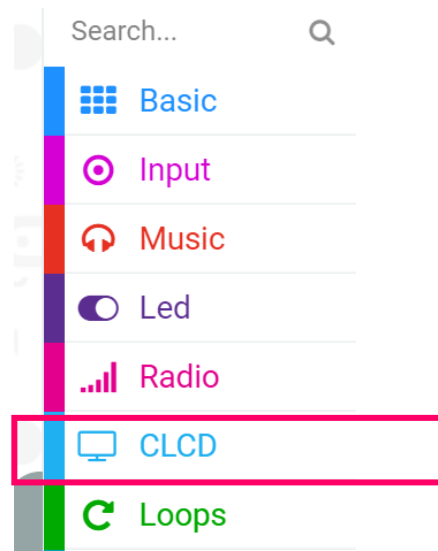 Search...
Basic
Input
Music
Led
Radio
CLCD
Loops